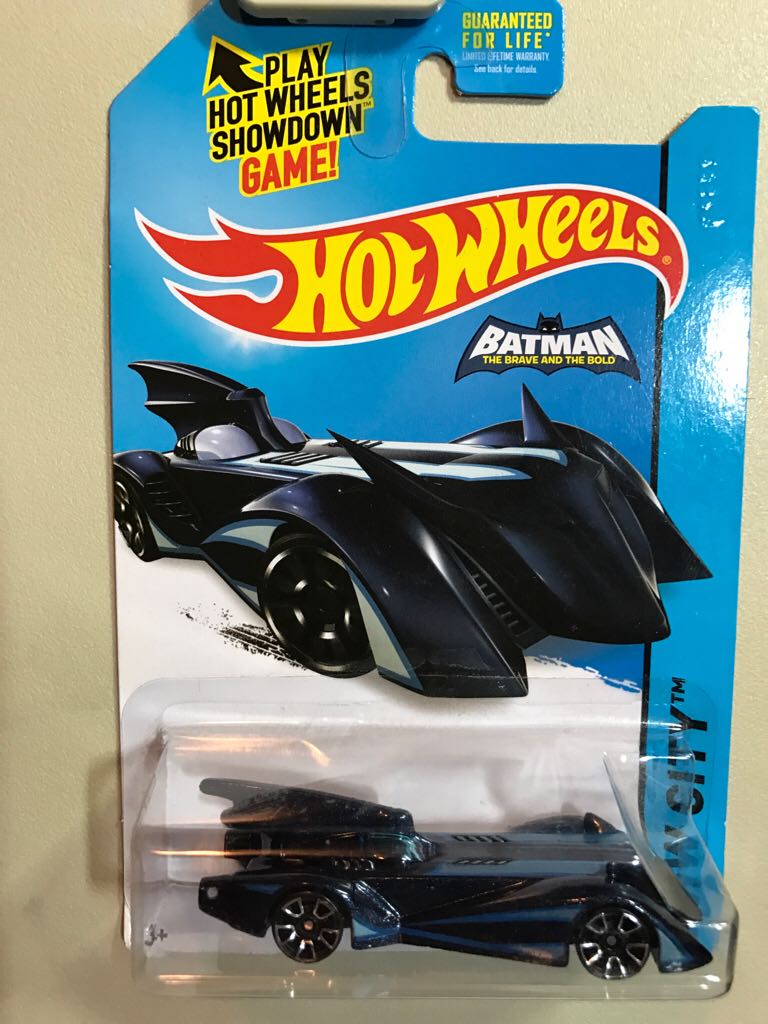 GUARANTEED
FOR LIFE*
LIMITED LIFETIME WARRANTY.
See back for details.
PLAY
HOT WHEELS
SHOWDOWN™
GAME!
HOT WHEELS®
BATMAN
THE BRAVE AND THE BOLD
CITY™
3+